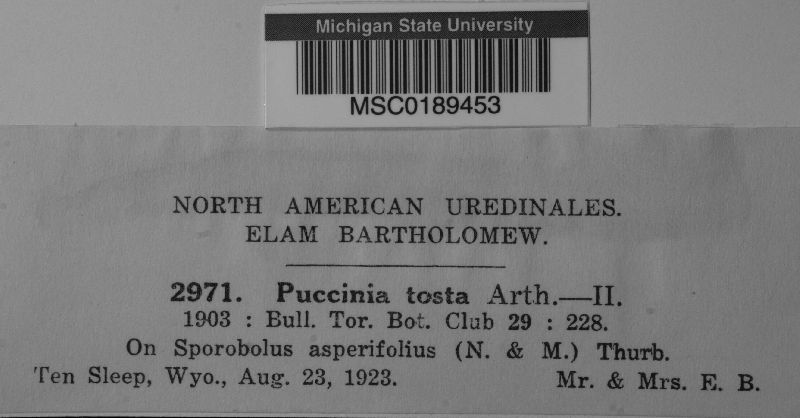 Michigan State University
MSC0189453
NORTH AMERICAN UREDINALES.
ELAM BARTHOLOMEW.
2971. Puccinia tosta Arth.—II.
1903 : Bull. Tor. Bot. Club 29 : 228.
On Sporobolus asperifolius (N. & M.) Thurb.
Ten Sleep, Wyo., Aug. 23, 1923. Mr. & Mrs. E. B.